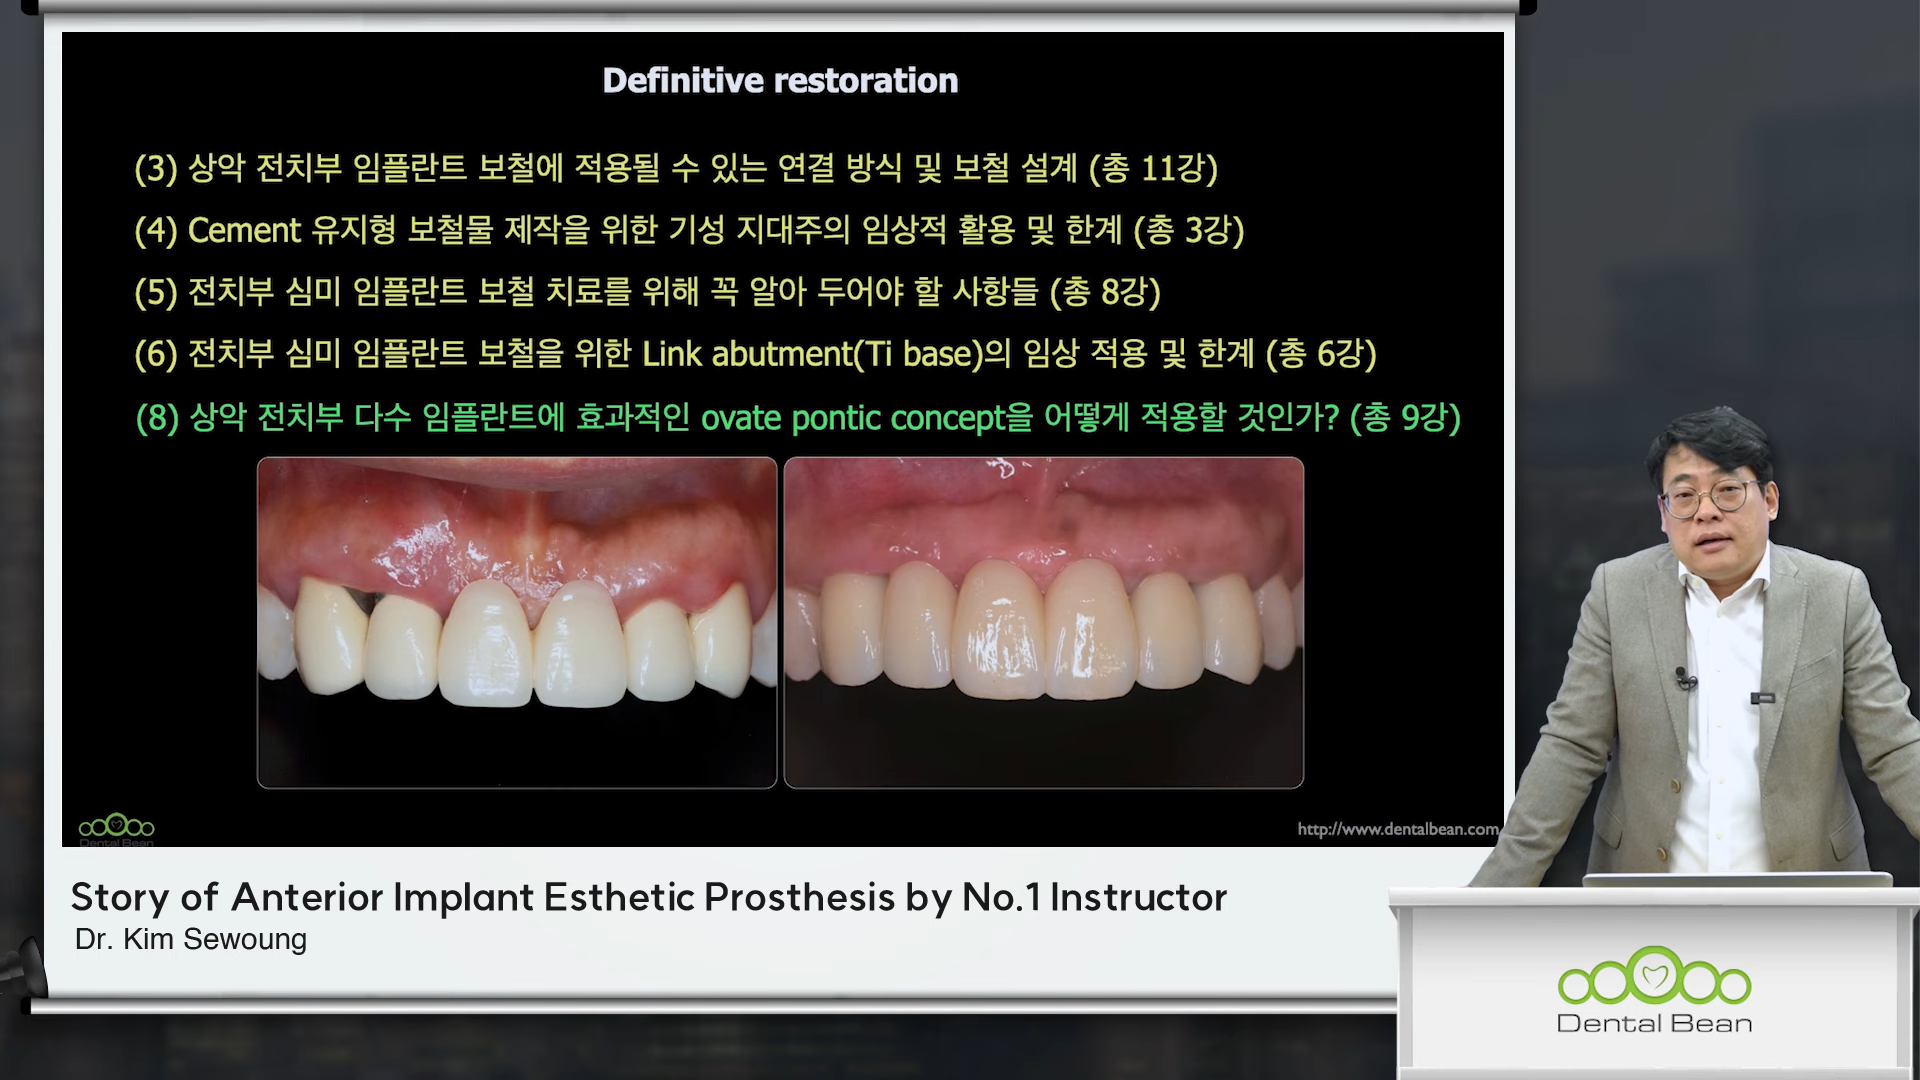 Definitive restoration
(3) 상악 전치부 임플란트 보철에 적용될 수 있는 연결 방식 및 보철 설계 (총 11강)
(4) Cement 유지형 보철물 제작을 위한 기성 지대주의 임상적 활용 및 한계 (총 3강)
(5) 전치부 심미 임플란트 보철 치료를 위해 꼭 알아 두어야 할 사항들 (총 8강)
(6) 전치부 심미 임플란트 보철을 위한 Link abutment(Ti base)의 임상 적용 및 한계 (총 6강)
(8) 상악 전치부 다수 임플란트에 효과적인 ovate pontic concept을 어떻게 적용할 것인가? (총 9강)
Dental Bean
http://www.dentalbean.com
Story of Anterior Implant Esthetic Prosthesis by No.1 Instructor
Dr. Kim Sewoung
Dental Bean